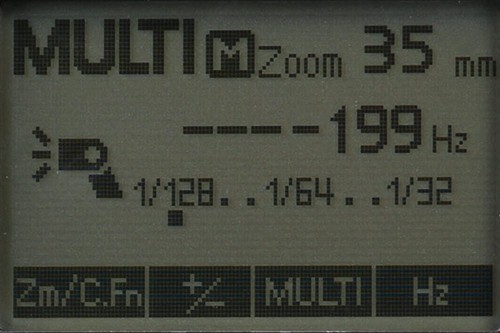 MULTI M Zoom 35 mm
----199 Hz
1/128..1/64..1/32
Zm/C.Fn +/- MULTI Hz